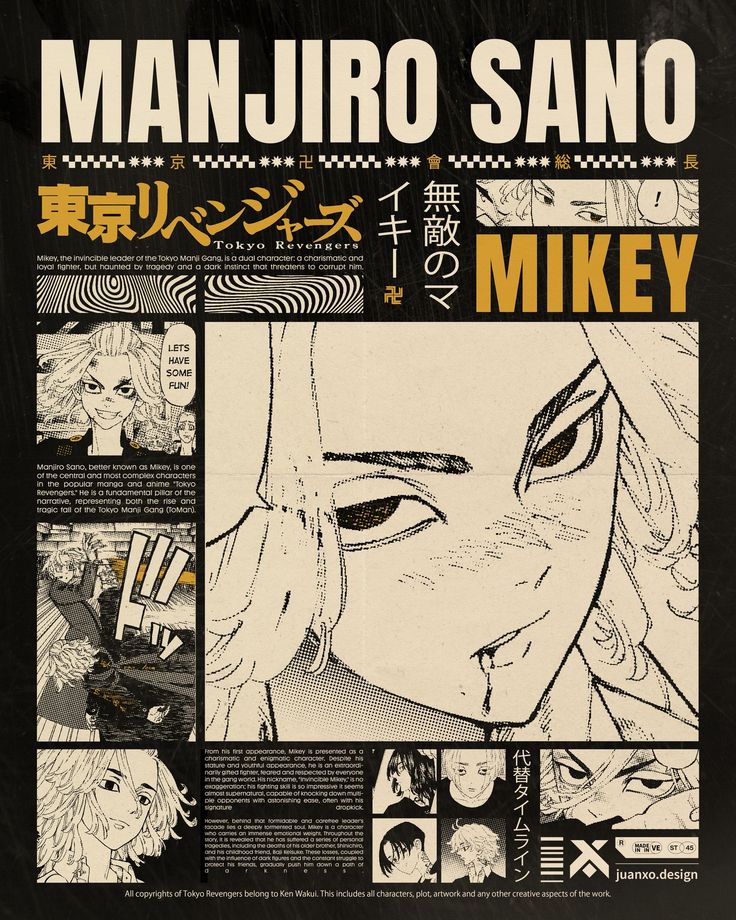 MANJIRO SANO
東 京 卍 會 総 長
東京リベンジャーズ
Tokyo Revengers
Mikey, the invincible leader of the Tokyo Manji Gang, is a dual character: a charismatic and
loyal fighter, but haunted by tragedy and a dark instinct that threatens to corrupt him.
無敵のマ
イキー卍
!
MIKEY
LETS
HAVE
SOME
FUN!
Manjiro Sano, better known as Mikey, is one
of the central and most complex characters
in the popular manga and anime "Tokyo
Revengers." He is a fundamental pillar of the
narrative, representing both the rise and
tragic fall of the Tokyo Manji Gang (ToMan).
From his first appearance, Mikey is presented as a
charismatic and enigmatic character. Despite his
stature and youthful appearance, he is an extraordi-
narily gifted fighter, feared and respected by everyone
in the gang world. His nickname, "Invincible Mikey," is no
exaggeration; his fighting skill is so impressive it seems
almost supernatural, capable of knocking down multi-
ple opponents with astonishing ease, often with his
signature dropkick.
However, behind that formidable and carefree leader's
facade lies a deeply tormented soul. Mikey is a character
who carries an immense emotional weight. Throughout the
story, it is revealed that he has suffered a series of personal
tragedies, including the deaths of his older brother, Shinichiro,
and his childhood friend, Baji Keisuke. These losses, coupled
with the influence of dark figures and the constant struggle to
protect his friends, gradually push him down a path of
darkness.
代替タイムライン
R MADE IN VE ST 45
juanxo.design
All copyrights of Tokyo Revengers belong to Ken Wakui. This includes all characters, plot, artwork and any other creative aspects of the work.